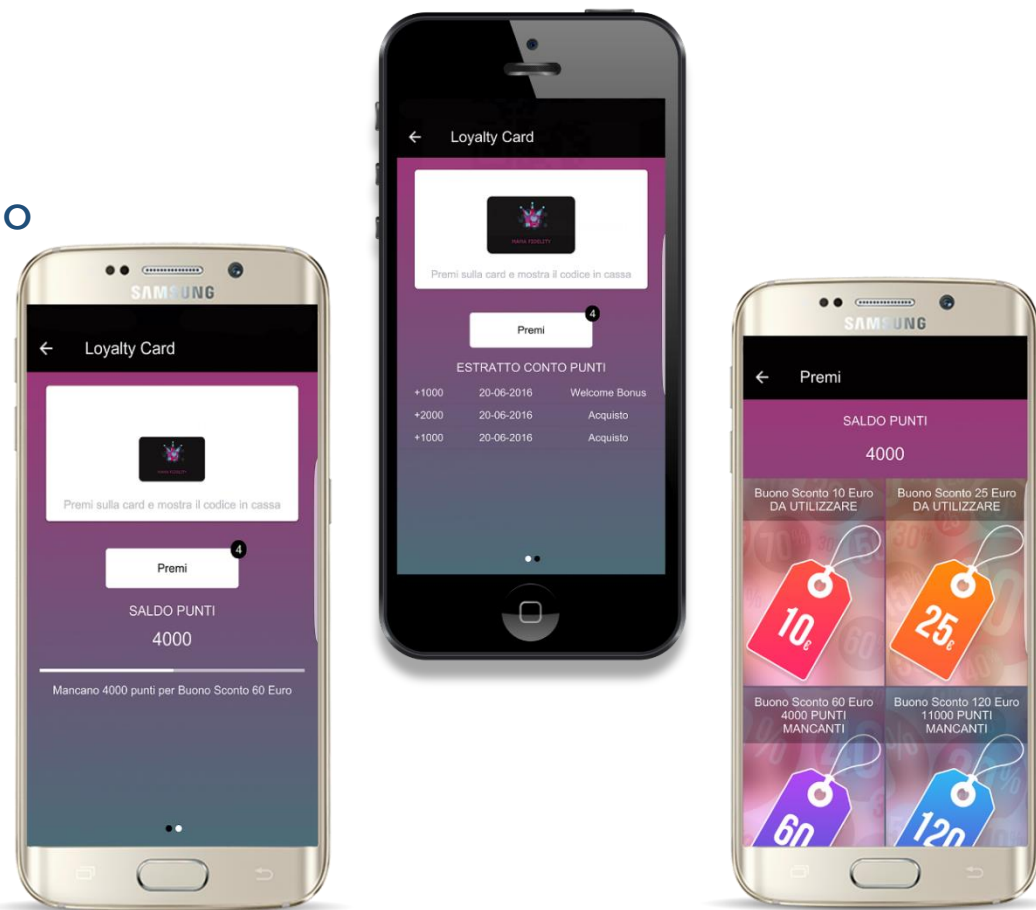 O
SAMSUNG
Loyalty Card
Premi sulla card e mostra il codice in cassa
4
Premi
SALDO PUNTI
4000
Mancano 4000 punti per Buono Sconto 60 Euro
Loyalty Card
NANA FIDELITY
Premi sulla card e mostra il codice in cassa
4
Premi
ESTRATTO CONTO PUNTI
+1000 20-06-2016 Welcome Bonus
+2000 20-06-2016 Acquisto
+1000 20-06-2016 Acquisto
SAMSUNG
Premi
SALDO PUNTI
4000
Buono Sconto 10 Euro
DA UTILIZZARE
10€
Buono Sconto 25 Euro
DA UTILIZZARE
25€
Buono Sconto 60 Euro
4000 PUNTI
MANCANTI
60
Buono Sconto 120 Euro
11000 PUNTI
MANCANTI
120